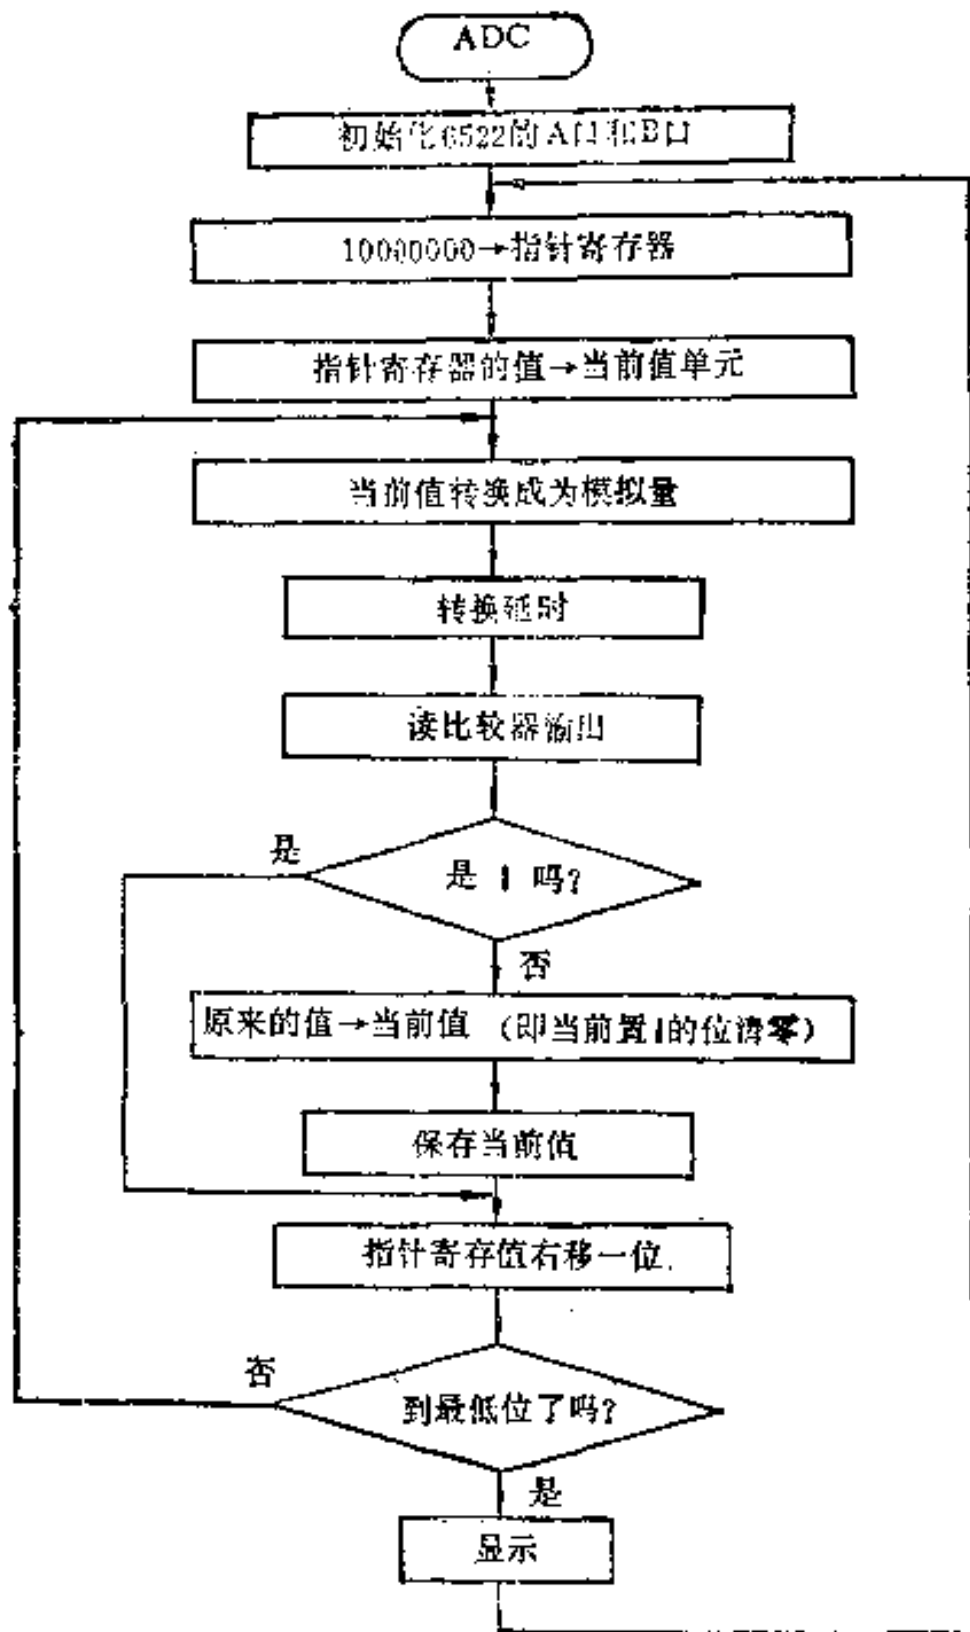 ADC
初始化6522的A口和B口
10000000→指针寄存器
指针寄存器的值→当前值单元
当前值转换成为模拟量
转换延时
读比较器输出
是
是1吗?
否
原来的值→当前值 (即当前置1的位清零)
保存当前值
指针寄存值右移一位
否
到最低位了吗?
是
显示